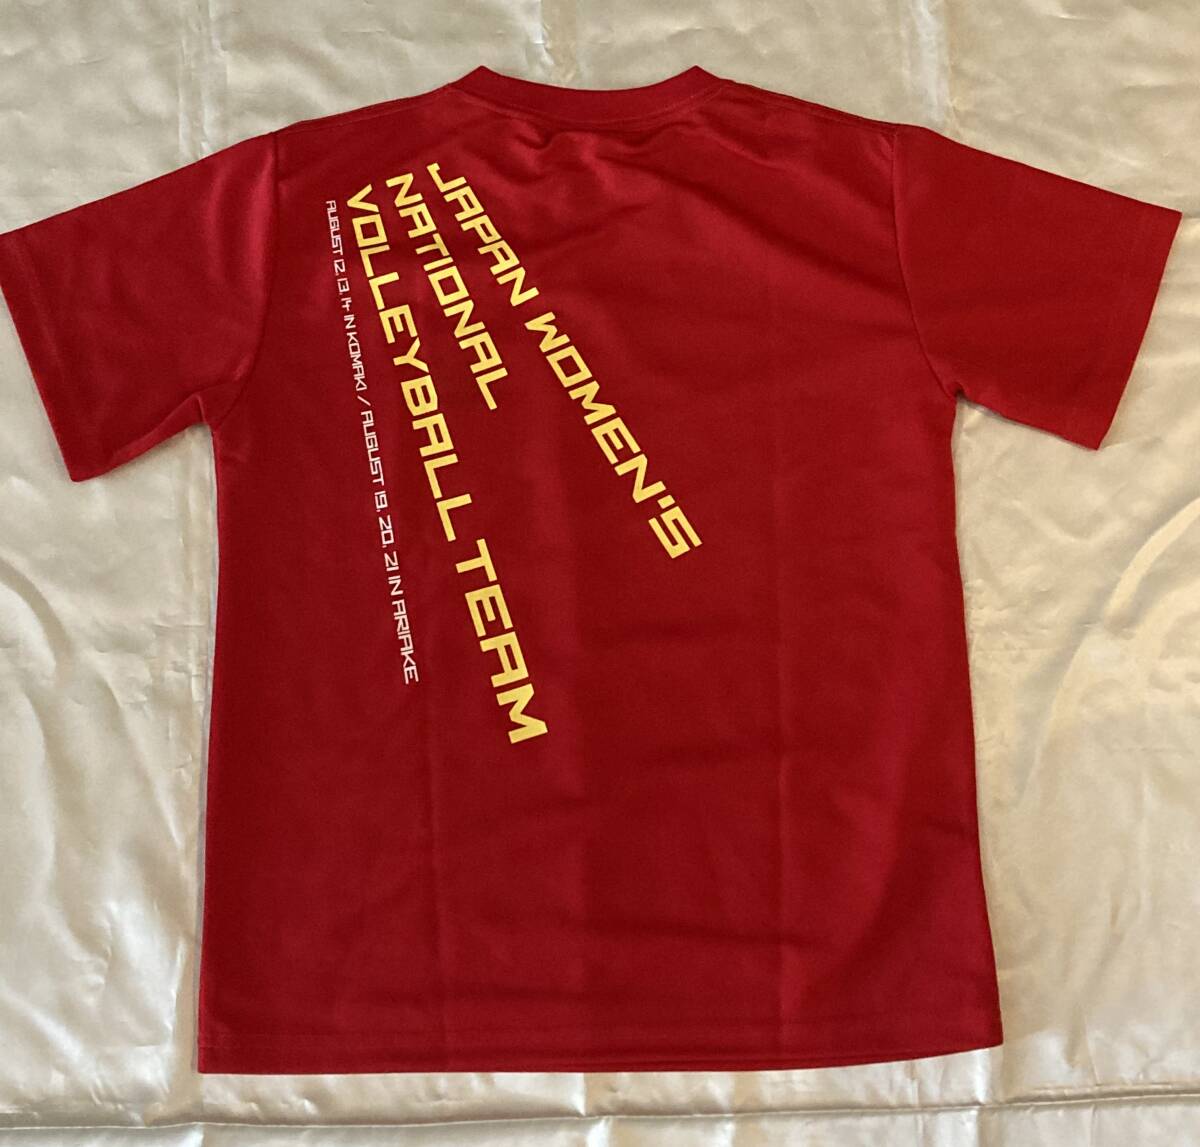 JAPAN WOMEN'S
NATIONAL
VOLLEYBALL TEAM
AUGUST 12, 13, 14 IN KOMAKI / AUGUST 19, 20, 21 IN ARIAKE